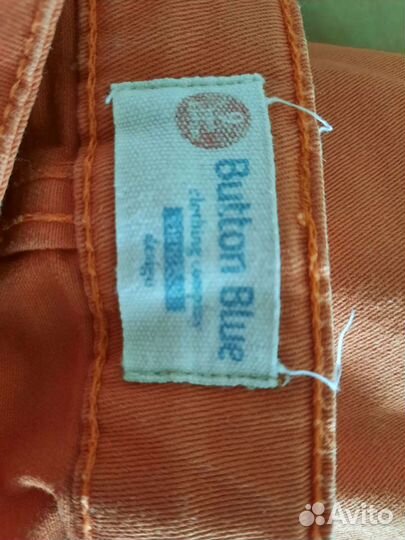 Button Blue
clothing company
design
Avito